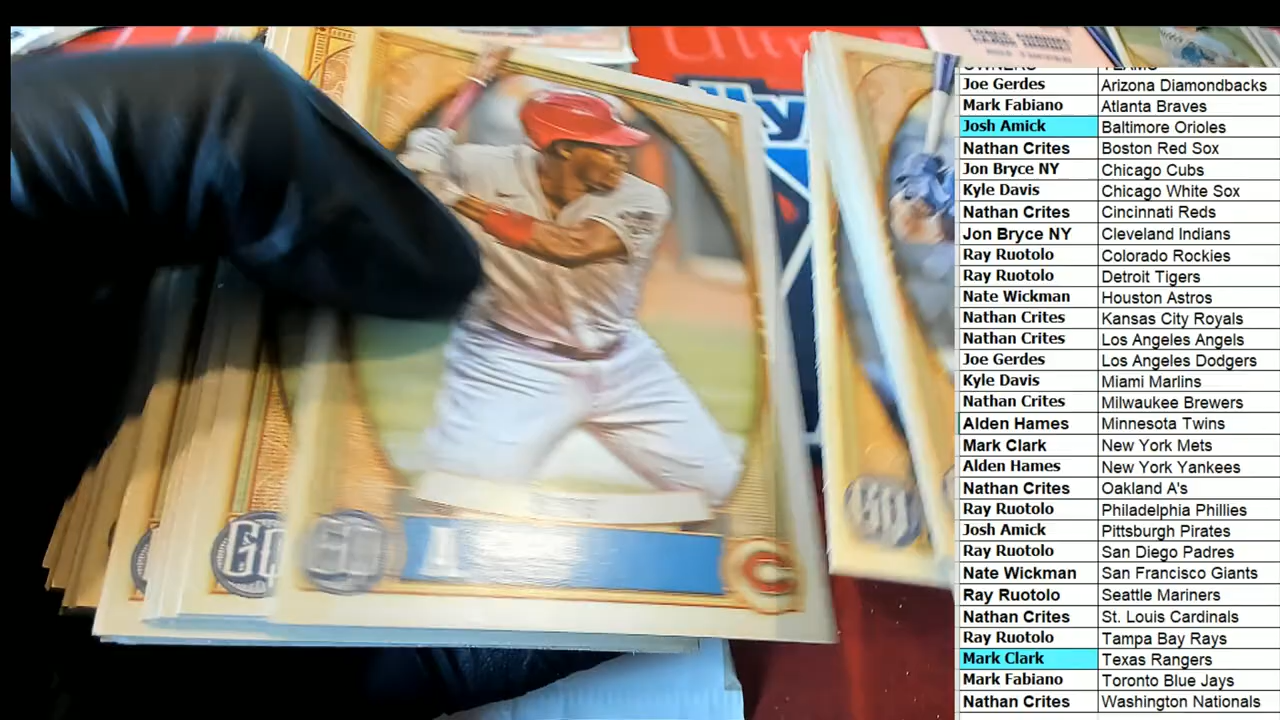 OWNERS TEAMS
Joe Gerdes Arizona Diamondbacks
Mark Fabiano Atlanta Braves
Josh Amick Baltimore Orioles
Nathan Crites Boston Red Sox
Jon Bryce NY Chicago Cubs
Kyle Davis Chicago White Sox
Nathan Crites Cincinnati Reds
Jon Bryce NY Cleveland Indians
Ray Ruotolo Colorado Rockies
Ray Ruotolo Detroit Tigers
Nate Wickman Houston Astros
Nathan Crites Kansas City Royals
Nathan Crites Los Angeles Angels
Joe Gerdes Los Angeles Dodgers
Kyle Davis Miami Marlins
Nathan Crites Milwaukee Brewers
Alden Hames Minnesota Twins
Mark Clark New York Mets
Alden Hames New York Yankees
Nathan Crites Oakland A's
Ray Ruotolo Philadelphia Phillies
Josh Amick Pittsburgh Pirates
Ray Ruotolo San Diego Padres
Nate Wickman San Francisco Giants
Ray Ruotolo Seattle Mariners
Nathan Crites St. Louis Cardinals
Ray Ruotolo Tampa Bay Rays
Mark Clark Texas Rangers
Mark Fabiano Toronto Blue Jays
Nathan Crites Washington Nationals
GQ
C